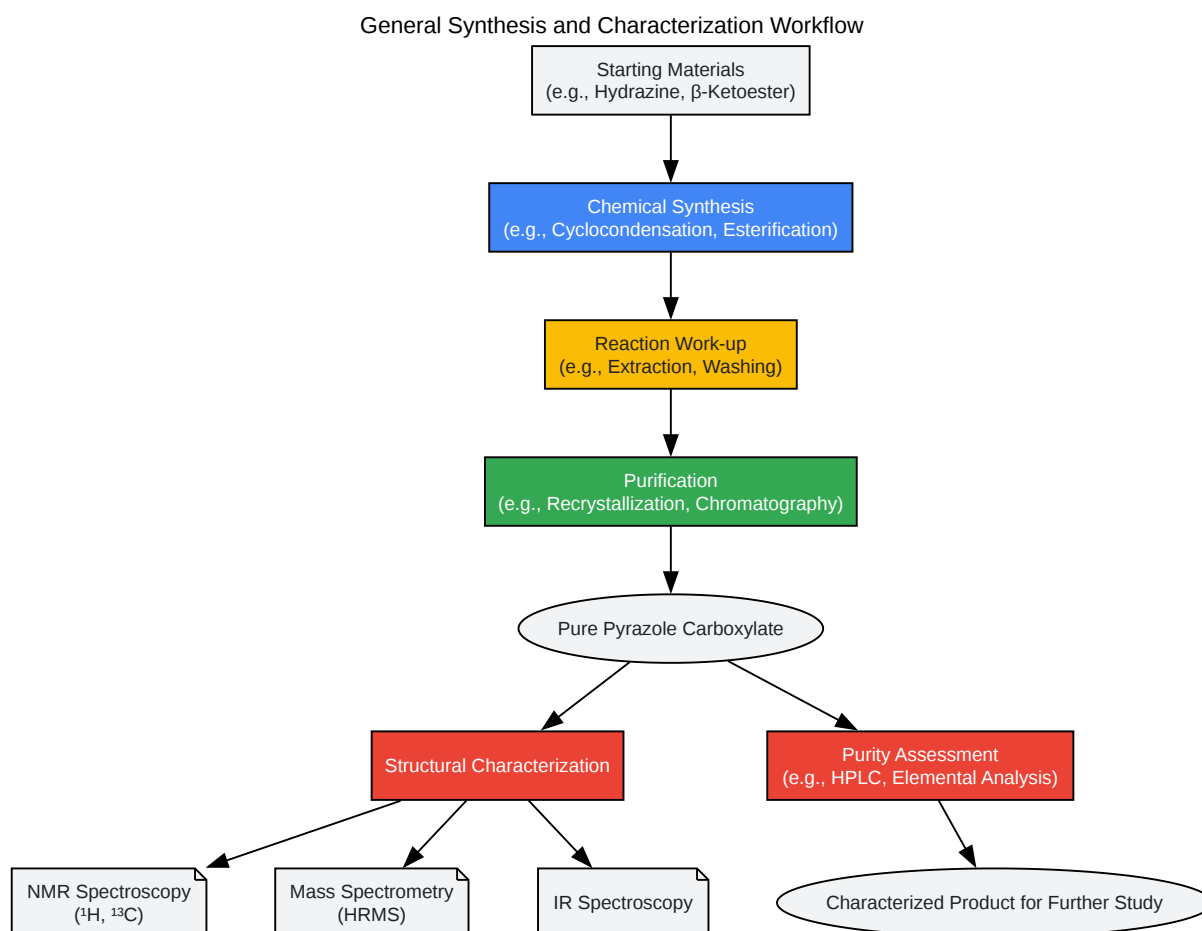 General Synthesis and Characterization Workflow
Starting Materials
(e.g., Hydrazine, β-Ketoester)
Chemical Synthesis
(e.g., Cyclocondensation, Esterification)
Reaction Work-up
(e.g., Extraction, Washing)
Purification
(e.g., Recrystallization, Chromatography)
Pure Pyrazole Carboxylate
Structural Characterization
Purity Assessment
(e.g., HPLC, Elemental Analysis)
NMR Spectroscopy
(¹H, ¹³C)
Mass Spectrometry
(HRMS)
IR Spectroscopy
Characterized Product for Further Study